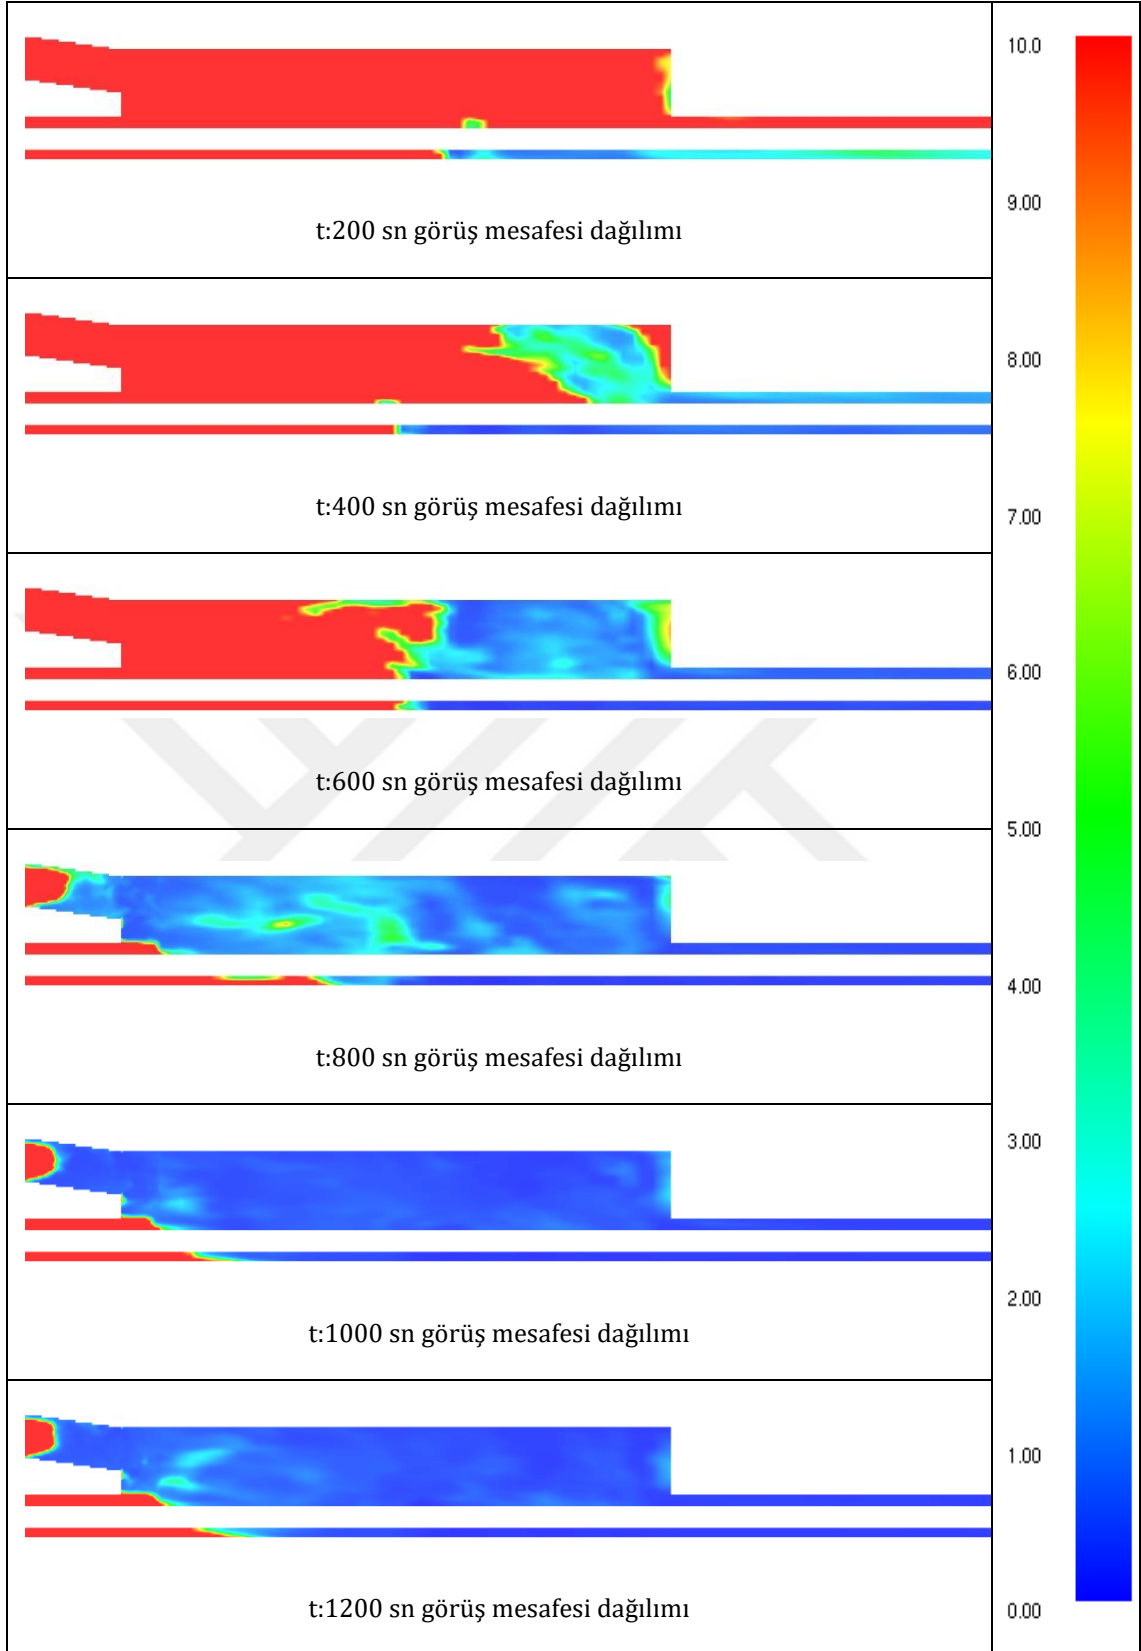 t:200 sn görüş mesafesi dağılımı
t:400 sn görüş mesafesi dağılımı
t:600 sn görüş mesafesi dağılımı
t:800 sn görüş mesafesi dağılımı
t:1000 sn görüş mesafesi dağılımı
t:1200 sn görüş mesafesi dağılımı
10.0
9.00
8.00
7.00
6.00
5.00
4.00
3.00
2.00
1.00
0.00